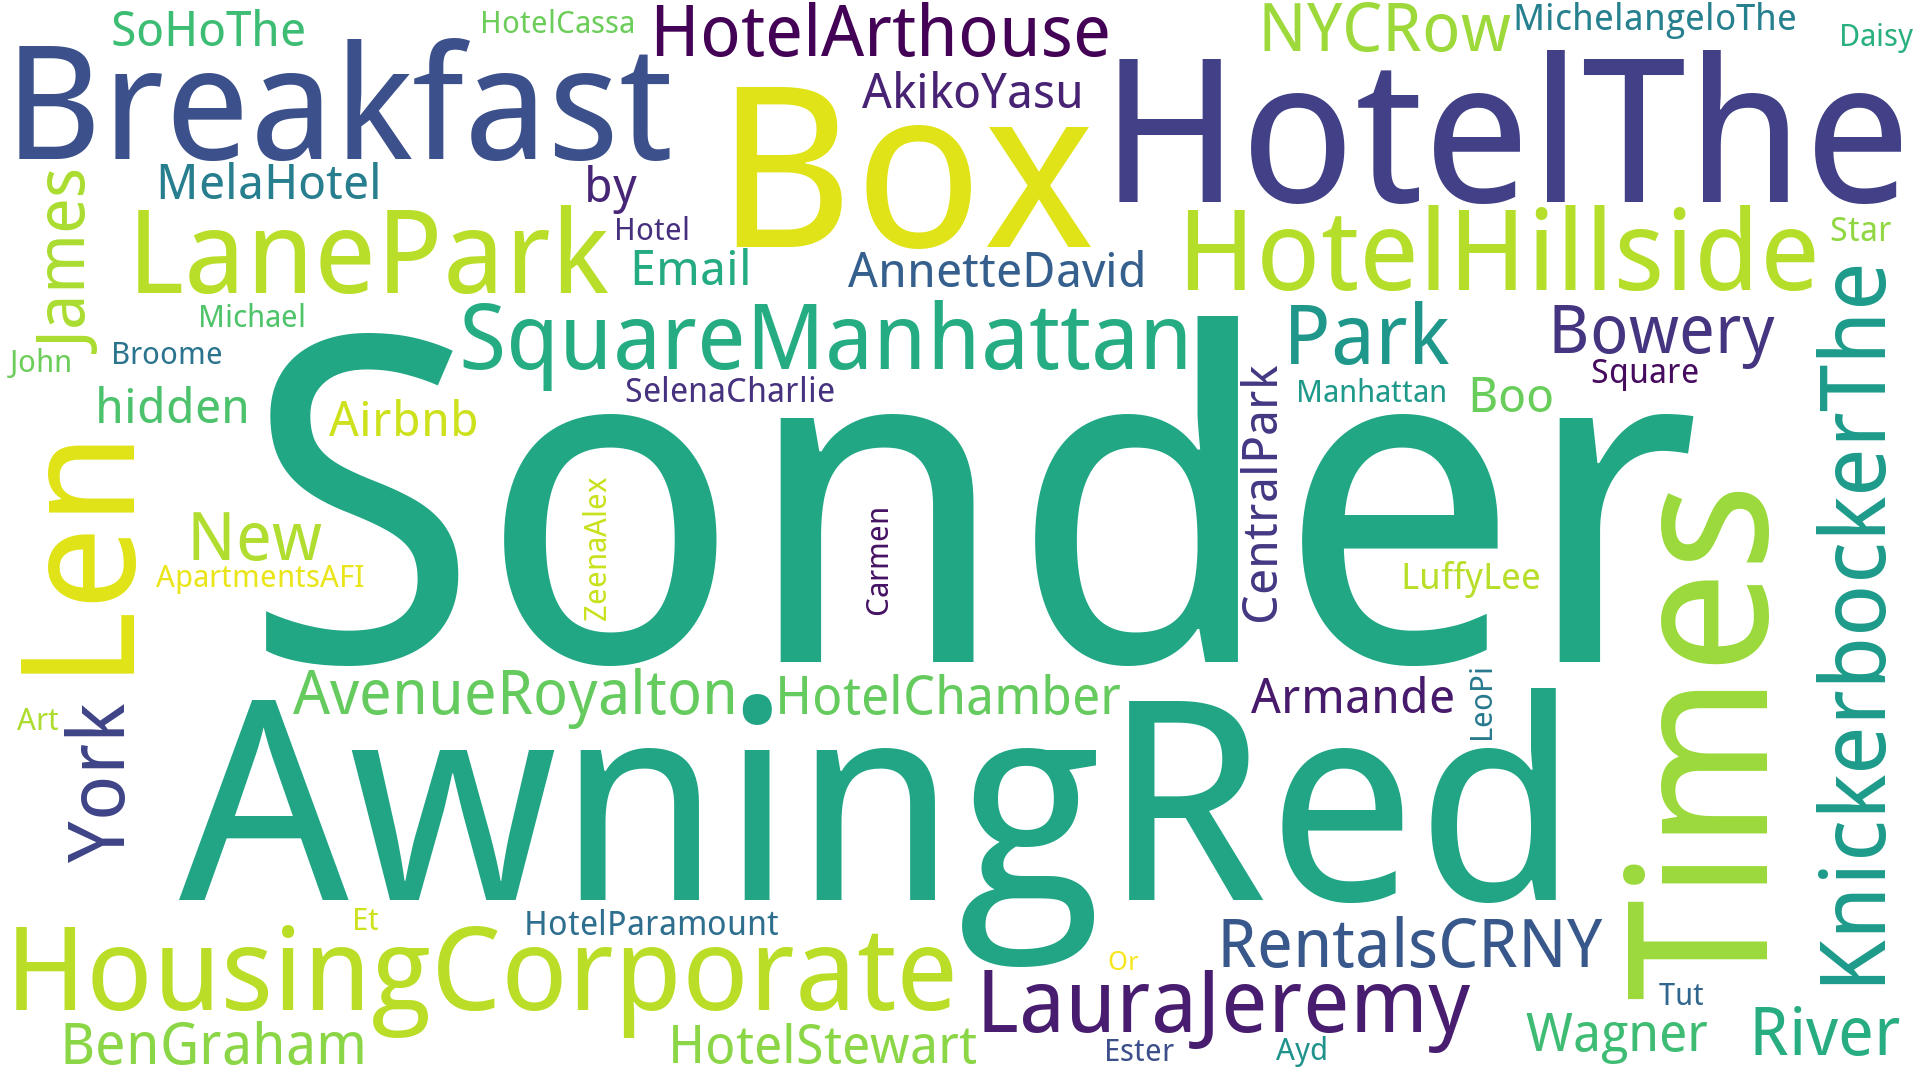 SoHoThe
HotelCassa
HotelArthouse
NYCRow
MichelangeloThe
Daisy
Breakfast
AkikoYasu
Box
HotelThe
MelaHotel
by
James
LanePark
Hotel
HotelHillside
Star
Email
AnnetteDavid
Michael
SquareManhattan
Park
Bowery
John
Broome
SelenaCharlie
Manhattan
Square
hidden
Airbnb
Boo
CentralPark
KnickerbockerThe
Sonder
Len
New
ZeenaAlex
Carmen
ApartmentsAFI
LuffyLee
Times
AvenueRoyalton
HotelChamber
Armande
LeoPi
Art
York
AwningRed
Et
HotelParamount
RentalsCRNY
HousingCorporate
Or
LauraJeremy
Tut
BenGraham
HotelStewart
Ester
Ayd
Wagner
River